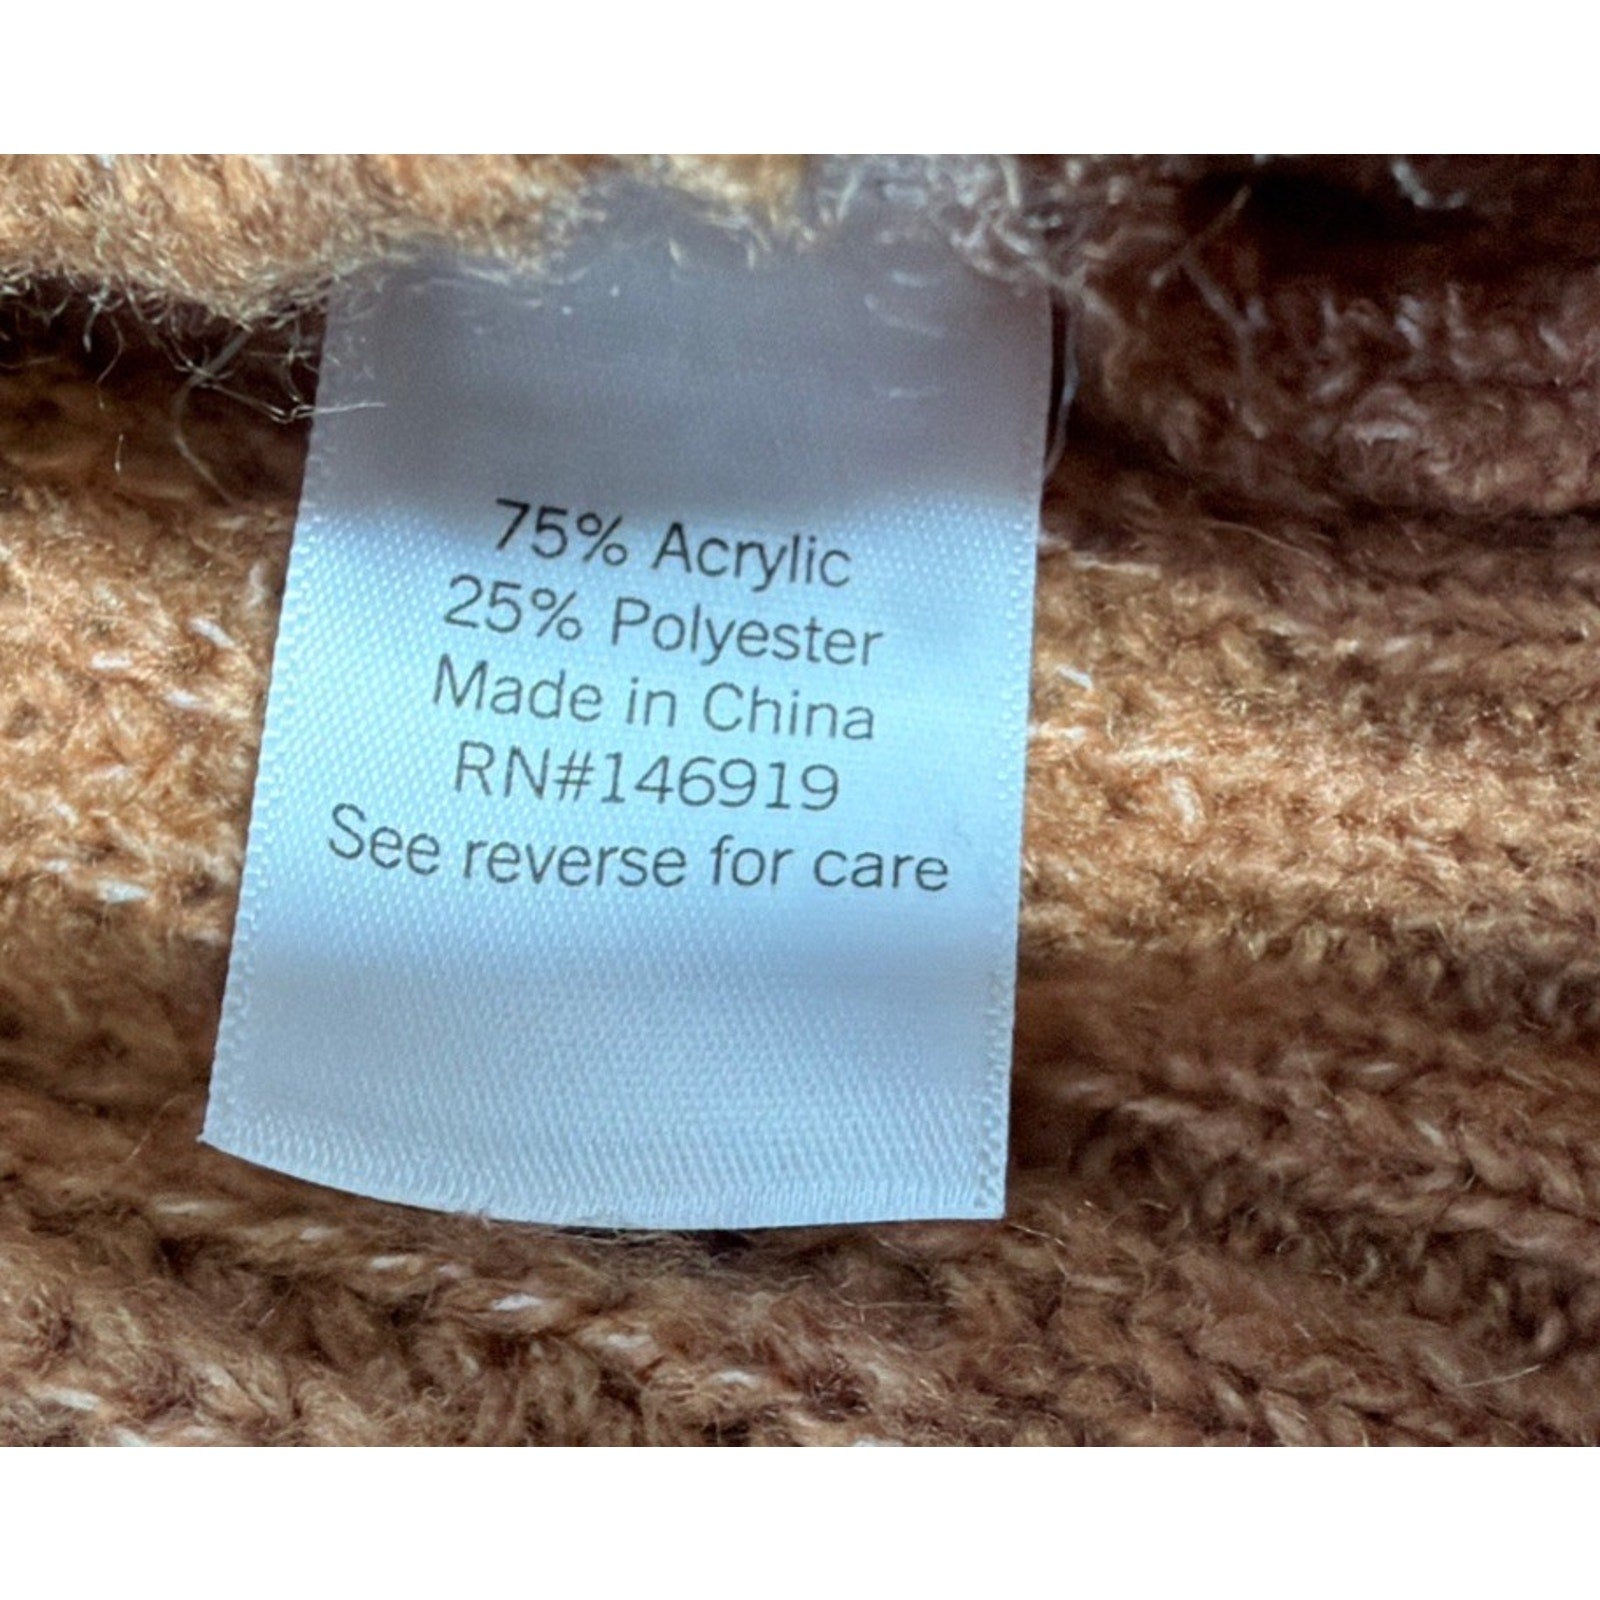 75% Acrylic
25% Polyester
Made in China
RN#146919
See reverse for care